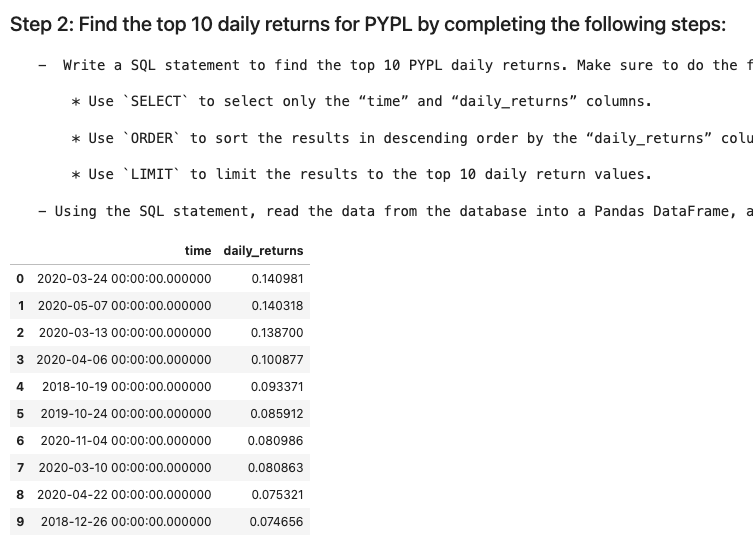 Step 2: Find the top 10 daily returns for PYPL by completing the following steps:
– Write a SQL statement to find the top 10 PYPL daily returns. Make sure to do the f
* Use `SELECT` to select only the “time” and “daily_returns” columns.
* Use `ORDER` to sort the results in descending order by the “daily_returns” colu
* Use `LIMIT` to limit the results to the top 10 daily return values.
– Using the SQL statement, read the data from the database into a Pandas DataFrame, a
time daily_returns
0 2020-03-24 00:00:00.000000 0.140981
1 2020-05-07 00:00:00.000000 0.140318
2 2020-03-13 00:00:00.000000 0.138700
3 2020-04-06 00:00:00.000000 0.100877
4 2018-10-19 00:00:00.000000 0.093371
5 2019-10-24 00:00:00.000000 0.085912
6 2020-11-04 00:00:00.000000 0.080986
7 2020-03-10 00:00:00.000000 0.080863
8 2020-04-22 00:00:00.000000 0.075321
9 2018-12-26 00:00:00.000000 0.074656